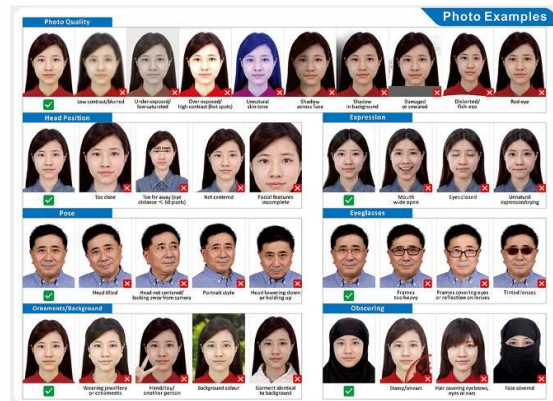 Photo Examples
Photo Quality
Low contrast/blurred
Under exposed/
low-saturated
Over exposed/
high contrast (hot spots)
Unnatural
skin tone
Shadow
across face
Shadow
in background
Damaged
or smeared
Distorted/
fish-eye
Red eye
Head Position
Too close
Too far away (eye
distance < 60 pixels)
Not centered
Facial features
incomplete
Expression
Mouth
wide open
Eyes closed
Unnatural
expression/crying
Pose
Head tilted
Head not centered/
looking away from camera
Portrait style
Head lowering down
or holding up
Eyeglasses
Frames
too heavy
Frames covering eyes
or reflection on lenses
Tinted lenses
Ornaments/Background
Wearing jewellery
or ornaments
Hand/toy/
another person
Background colour
Garment identical
to background
Obscuring
Stamp/smears
Hair covering eyebrows,
eyes or ears
Face covered